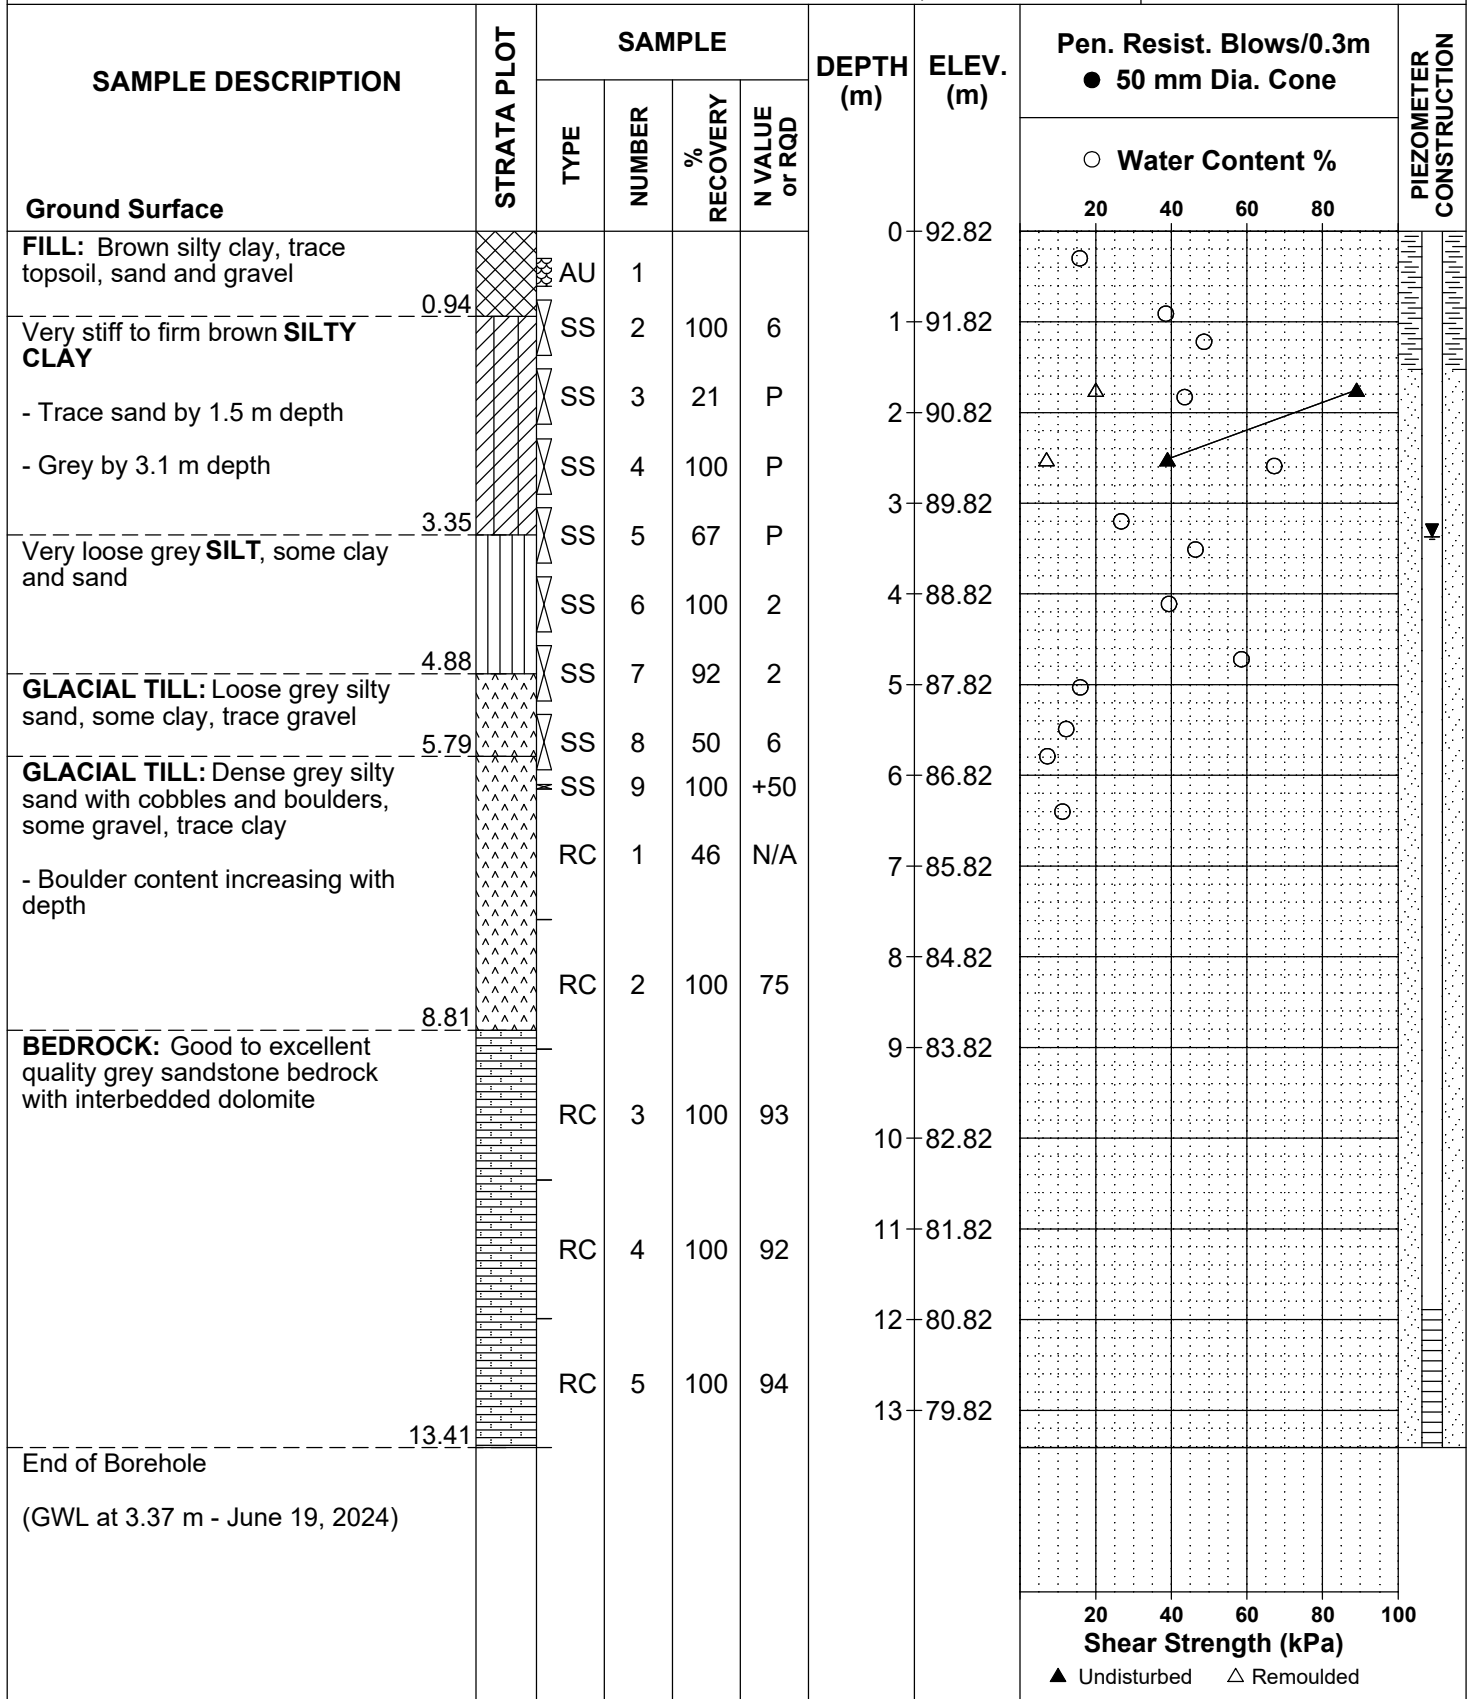 SAMPLE DESCRIPTION
STRATA PLOT
SAMPLE
TYPE
NUMBER
%
RECOVERY
N VALUE
or RQD
DEPTH
(m)
ELEV.
(m)
Pen. Resist. Blows/0.3m
● 50 mm Dia. Cone
○ Water Content %
20 40 60 80
PIEZOMETER
CONSTRUCTION
Ground Surface
0 92.82
FILL: Brown silty clay, trace
topsoil, sand and gravel
AU 1
0.94
1 91.82
Very stiff to firm brown SILTY
CLAY
SS 2 100 6
- Trace sand by 1.5 m depth
SS 3 21 P
2 90.82
- Grey by 3.1 m depth
SS 4 100 P
3 89.82
3.35
SS 5 67 P
Very loose grey SILT, some clay
and sand
4 88.82
SS 6 100 2
4.88
SS 7 92 2
5 87.82
GLACIAL TILL: Loose grey silty
sand, some clay, trace gravel
5.79
SS 8 50 6
6 86.82
GLACIAL TILL: Dense grey silty
sand with cobbles and boulders,
some gravel, trace clay
SS 9 100 +50
RC 1 46 N/A
7 85.82
- Boulder content increasing with
depth
8 84.82
RC 2 100 75
8.81
9 83.82
BEDROCK: Good to excellent
quality grey sandstone bedrock
with interbedded dolomite
RC 3 100 93
10 82.82
11 81.82
RC 4 100 92
12 80.82
RC 5 100 94
13 79.82
13.41
End of Borehole
(GWL at 3.37 m - June 19, 2024)
20 40 60 80 100
Shear Strength (kPa)
▲ Undisturbed △ Remoulded